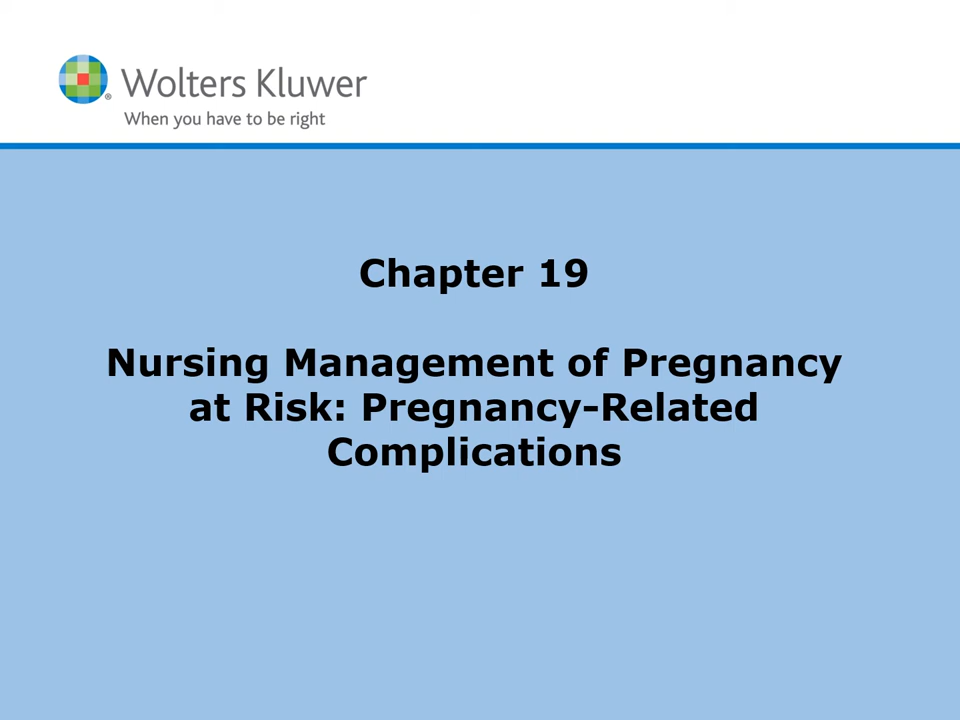 Wolters Kluwer
®
When you have to be right
Chapter 19
Nursing Management of Pregnancy
at Risk: Pregnancy-Related
Complications